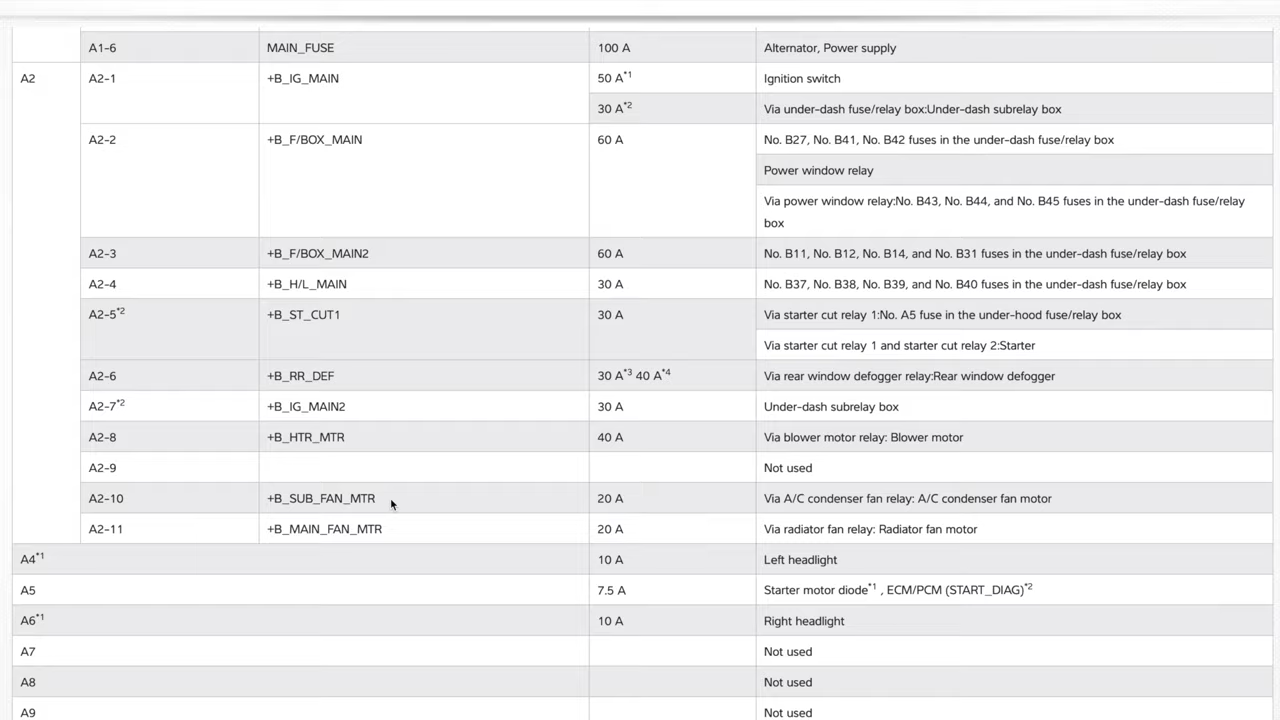 A1-6 MAIN_FUSE 100 A Alternator, Power supply
A2 A2-1 +B_IG_MAIN 50 A*1 Ignition switch
30 A*2 Via under-dash fuse/relay box:Under-dash subrelay box
A2-2 +B_F/BOX_MAIN 60 A No. B27, No. B41, No. B42 fuses in the under-dash fuse/relay box
Power window relay
Via power window relay:No. B43, No. B44, and No. B45 fuses in the under-dash fuse/relay
box
A2-3 +B_F/BOX_MAIN2 60 A No. B11, No. B12, No. B14, and No. B31 fuses in the under-dash fuse/relay box
A2-4 +B_H/L_MAIN 30 A No. B37, No. B38, No. B39, and No. B40 fuses in the under-dash fuse/relay box
A2-5*2 +B_ST_CUT1 30 A Via starter cut relay 1:No. A5 fuse in the under-hood fuse/relay box
Via starter cut relay 1 and starter cut relay 2:Starter
A2-6 +B_RR_DEF 30 A*3 40 A*4 Via rear window defogger relay:Rear window defogger
A2-7*2 +B_IG_MAIN2 30 A Under-dash subrelay box
A2-8 +B_HTR_MTR 40 A Via blower motor relay: Blower motor
A2-9 Not used
A2-10 +B_SUB_FAN_MTR 20 A Via A/C condenser fan relay: A/C condenser fan motor
A2-11 +B_MAIN_FAN_MTR 20 A Via radiator fan relay: Radiator fan motor
A4*1 10 A Left headlight
A5 7.5 A Starter motor diode*1 , ECM/PCM (START_DIAG)*2
A6*1 10 A Right headlight
A7 Not used
A8 Not used
A9 Not used